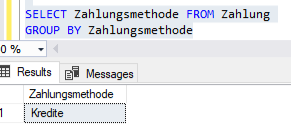 SELECT Zahlungsmethode FROM Zahlung
GROUP BY Zahlungsmethode
0 %
Results Messages
Zahlungsmethode
1 Kredite